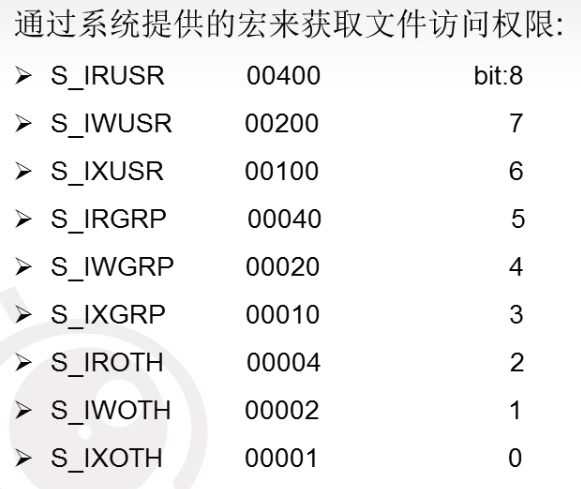 通过系统提供的宏来获取文件访问权限:
➢ S_IRUSR 00400 bit:8
➢ S_IWUSR 00200 7
➢ S_IXUSR 00100 6
➢ S_IRGRP 00040 5
➢ S_IWGRP 00020 4
➢ S_IXGRP 00010 3
➢ S_IROTH 00004 2
➢ S_IWOTH 00002 1
➢ S_IXOTH 00001 0